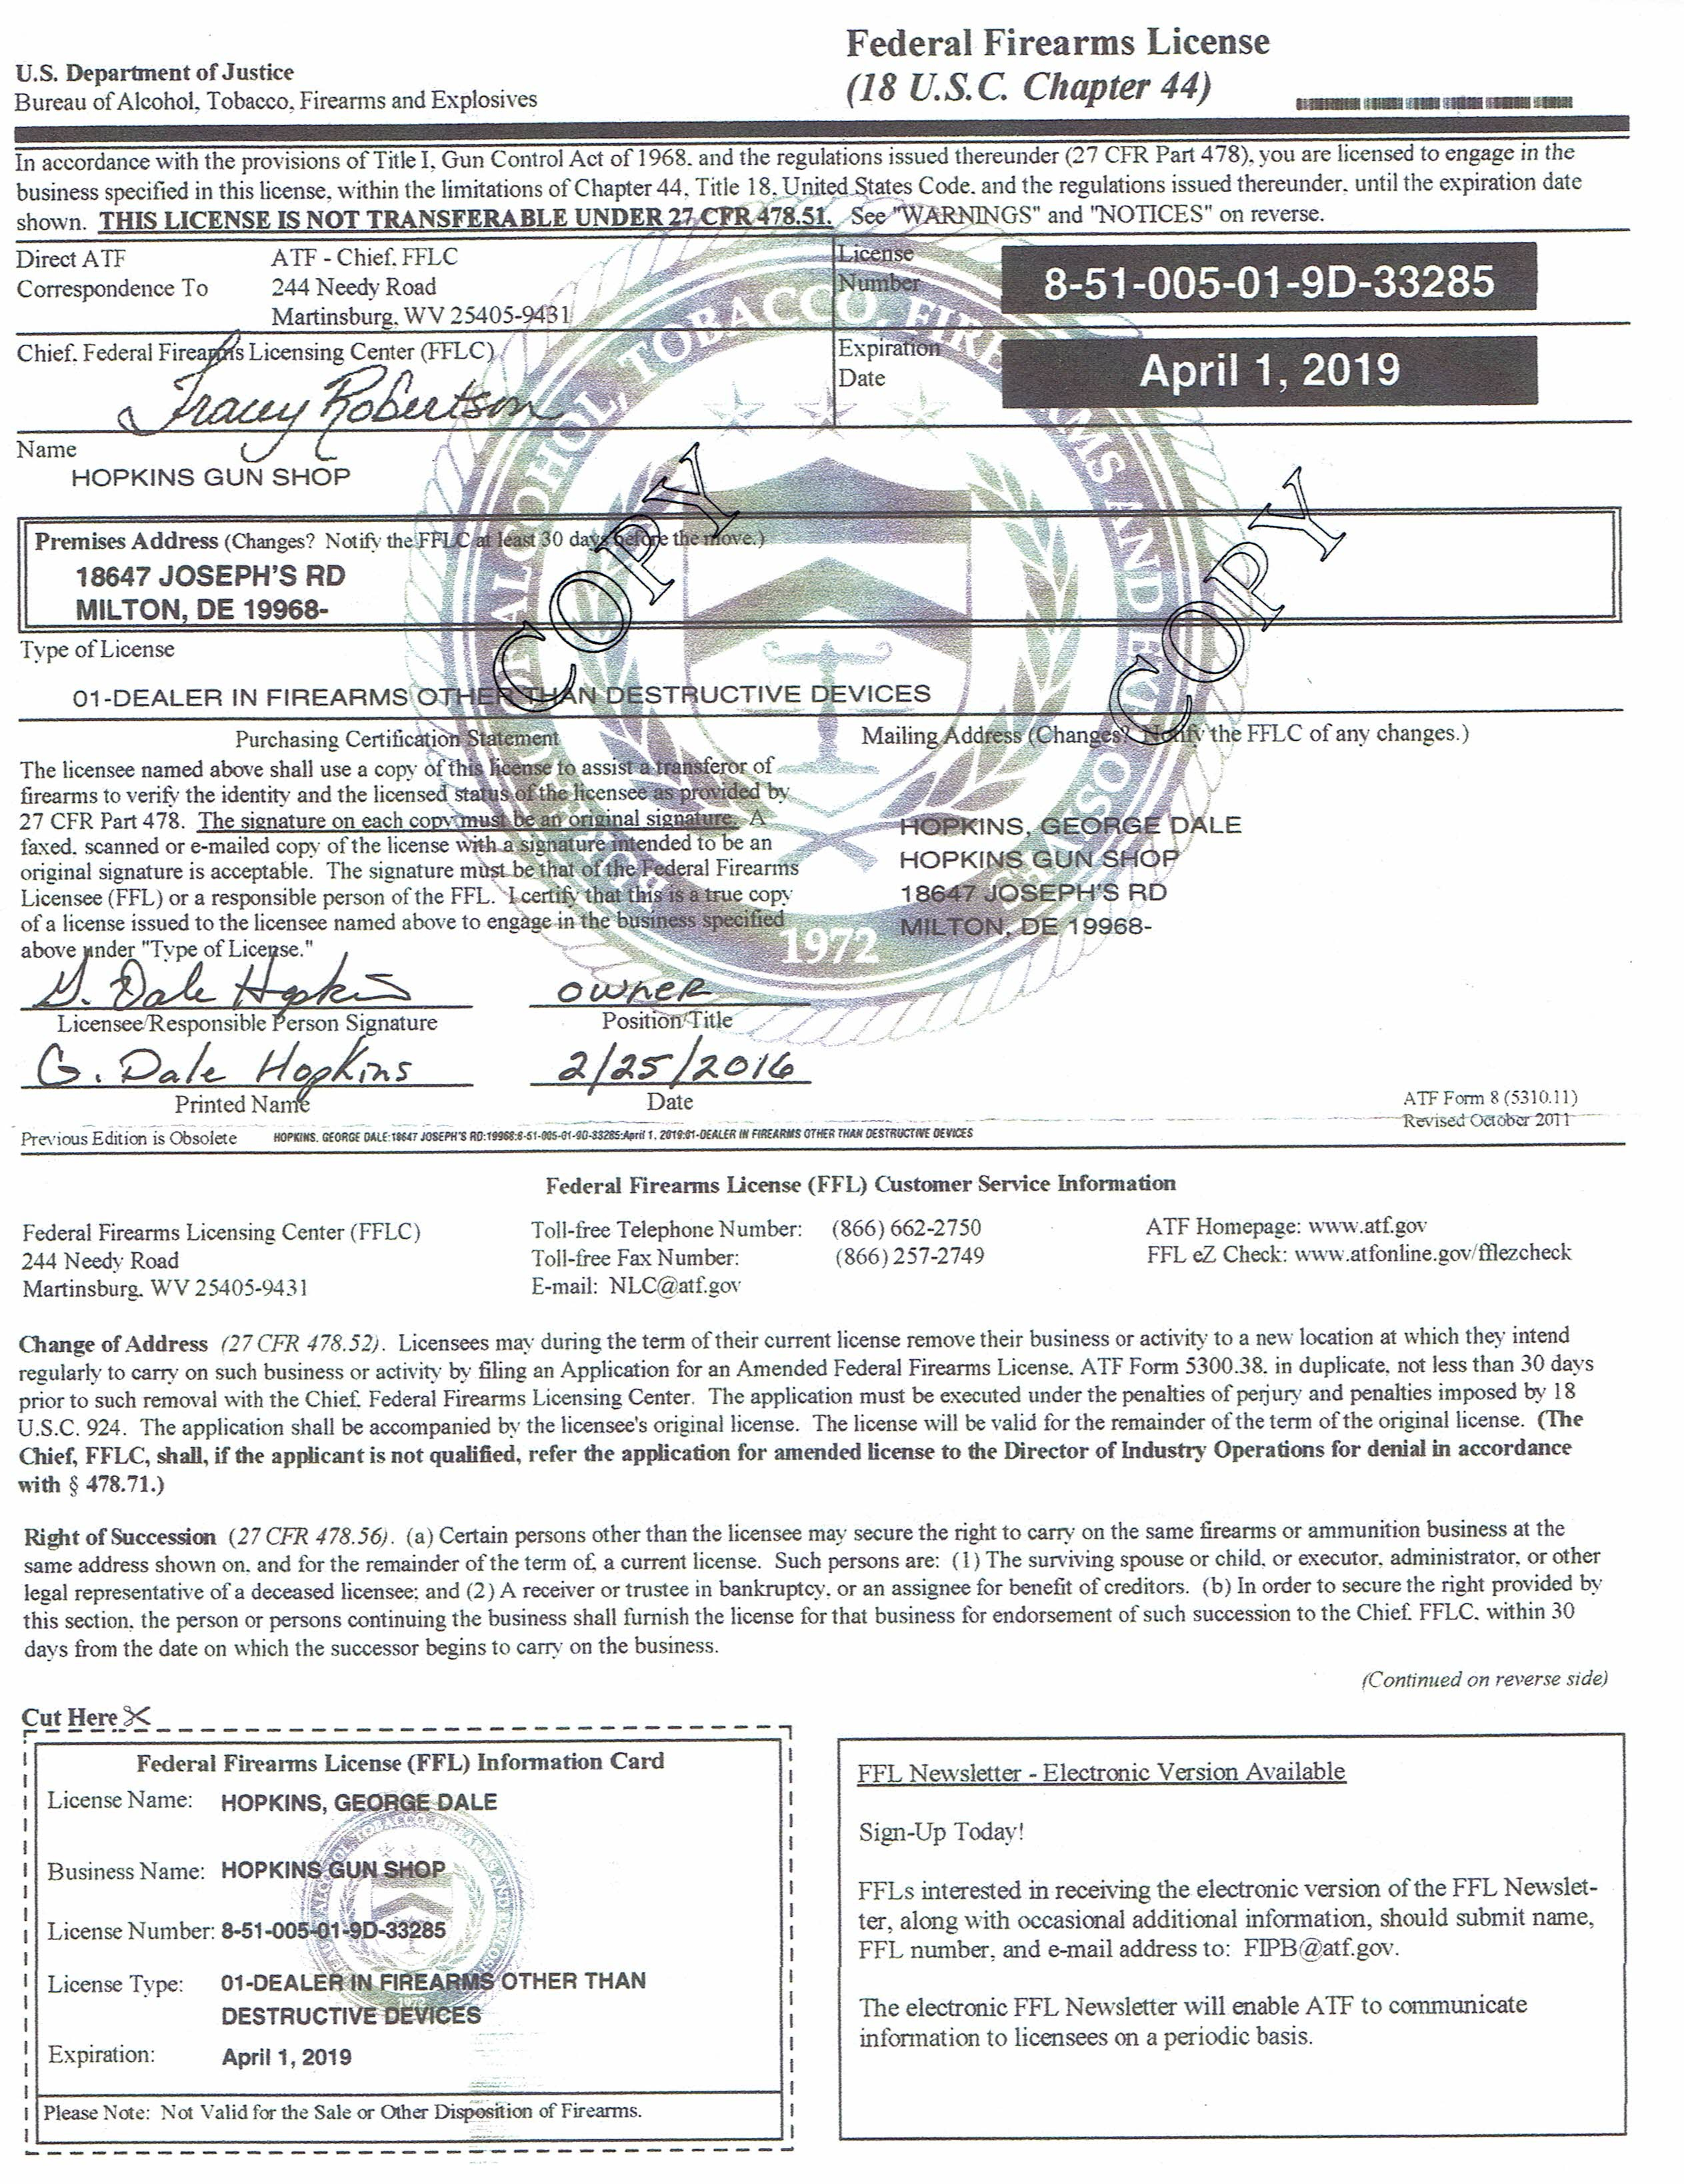 U.S. Department of Justice
Bureau of Alcohol, Tobacco, Firearms and Explosives
Federal Firearms License
(18 U.S.C. Chapter 44)
In accordance with the provisions of Title I, Gun Control Act of 1968, and the regulations issued thereunder (27 CFR Part 478), you are licensed to engage in the
business specified in this license, within the limitations of Chapter 44, Title 18, United States Code, and the regulations issued thereunder, until the expiration date
shown. THIS LICENSE IS NOT TRANSFERABLE UNDER 27 CFR 478.51. See "WARNINGS" and "NOTICES" on reverse.
Direct ATF
Correspondence To
ATF - Chief, FFLC
244 Needy Road
Martinsburg, WV 25405-9431
License
Number
8-51-005-01-9D-33285
Chief, Federal Firearms Licensing Center (FFLC)
Tracey Robertson
Expiration
Date
April 1, 2019
Name
HOPKINS GUN SHOP
Premises Address (Changes? Notify the FFLC at least 30 days before the move.)
18647 JOSEPH'S RD
MILTON, DE 19968-
Type of License
01-DEALER IN FIREARMS OTHER THAN DESTRUCTIVE DEVICES
COPY
COPY
Purchasing Certification Statement
The licensee named above shall use a copy of this license to assist a transferor of
firearms to verify the identity and the licensed status of the licensee as provided by
27 CFR Part 478. The signature on each copy must be an original signature. A
faxed, scanned or e-mailed copy of the license with a signature intended to be an
original signature is acceptable. The signature must be that of the Federal Firearms
Licensee (FFL) or a responsible person of the FFL. I certify that this is a true copy
of a license issued to the licensee named above to engage in the business specified
above under "Type of License."
Mailing Address (Changes? Notify the FFLC of any changes.)
HOPKINS, GEORGE DALE
HOPKINS GUN SHOP
18647 JOSEPH'S RD
MILTON, DE 19968-
1972
G. Dale Hopkins
owner
Licensee/Responsible Person Signature
Position/Title
G. Dale Hopkins
2/25/2016
Printed Name
Date
ATF Form 8 (5310.11)
Revised October 2011
Previous Edition is Obsolete
HOPKINS, GEORGE DALE:18647 JOSEPH'S RD:19968:8-51-005-01-9D-33285:April 1, 2019:01-DEALER IN FIREARMS OTHER THAN DESTRUCTIVE DEVICES
Federal Firearms License (FFL) Customer Service Information
Federal Firearms Licensing Center (FFLC)
244 Needy Road
Martinsburg, WV 25405-9431
Toll-free Telephone Number: (866) 662-2750
Toll-free Fax Number: (866) 257-2749
E-mail: NLC@atf.gov
ATF Homepage: www.atf.gov
FFL eZ Check: www.atfonline.gov/fflezcheck
Change of Address (27 CFR 478.52). Licensees may during the term of their current license remove their business or activity to a new location at which they intend
regularly to carry on such business or activity by filing an Application for an Amended Federal Firearms License, ATF Form 5300.38, in duplicate, not less than 30 days
prior to such removal with the Chief, Federal Firearms Licensing Center. The application must be executed under the penalties of perjury and penalties imposed by 18
U.S.C. 924. The application shall be accompanied by the licensee's original license. The license will be valid for the remainder of the term of the original license. (The
Chief, FFLC, shall, if the applicant is not qualified, refer the application for amended license to the Director of Industry Operations for denial in accordance
with § 478.71.)
Right of Succession (27 CFR 478.56). (a) Certain persons other than the licensee may secure the right to carry on the same firearms or ammunition business at the
same address shown on, and for the remainder of the term of, a current license. Such persons are: (1) The surviving spouse or child, or executor, administrator, or other
legal representative of a deceased licensee; and (2) A receiver or trustee in bankruptcy, or an assignee for benefit of creditors. (b) In order to secure the right provided by
this section, the person or persons continuing the business shall furnish the license for that business for endorsement of such succession to the Chief, FFLC, within 30
days from the date on which the successor begins to carry on the business.
(Continued on reverse side)
Cut Here
Federal Firearms License (FFL) Information Card
License Name: HOPKINS, GEORGE DALE
Business Name: HOPKINS GUN SHOP
License Number: 8-51-005-01-9D-33285
License Type: 01-DEALER IN FIREARMS OTHER THAN
DESTRUCTIVE DEVICES
Expiration: April 1, 2019
Please Note: Not Valid for the Sale or Other Disposition of Firearms.
FFL Newsletter - Electronic Version Available
Sign-Up Today!
FFLs interested in receiving the electronic version of the FFL Newslet-
ter, along with occasional additional information, should submit name,
FFL number, and e-mail address to: FIPB@atf.gov.
The electronic FFL Newsletter will enable ATF to communicate
information to licensees on a periodic basis.